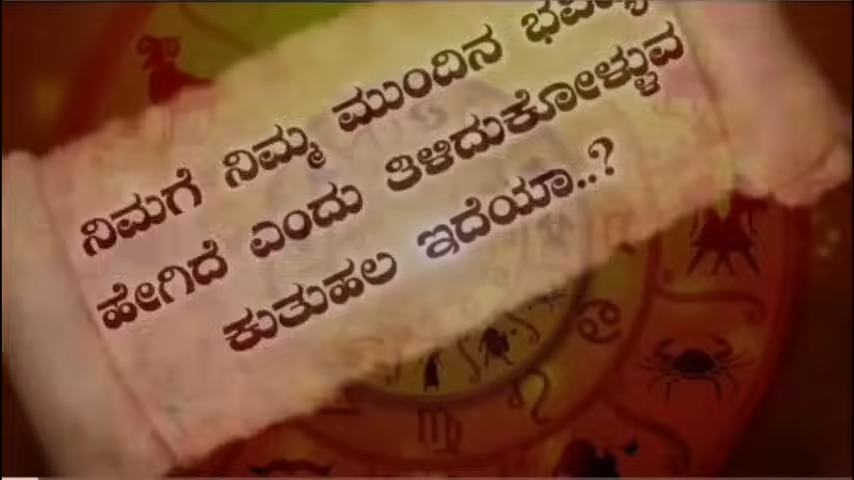 ನಿಮಗೆ ನಿಮ್ಮ ಮುಂದಿನ
ಹೇಗಿದೆ ಎಂದು ತಿಳಿದುಕೋಳ್ಳುವ
ಕುತುಹಲ ಇದೆಯಾ..?